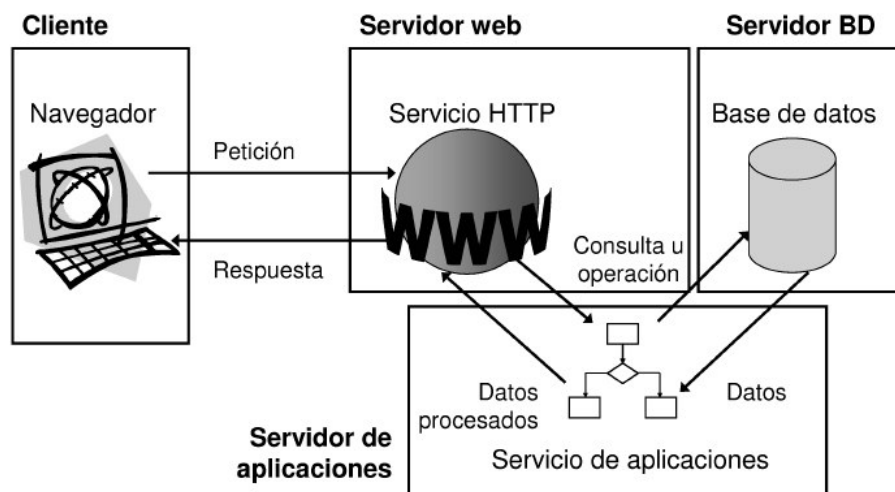 Cliente
Servidor web
Servidor BD
Navegador
Servicio HTTP
Base de datos
Petición
WWW
Respuesta
Consulta u
operación
Datos
procesados
Datos
Servidor de
aplicaciones
Servicio de aplicaciones